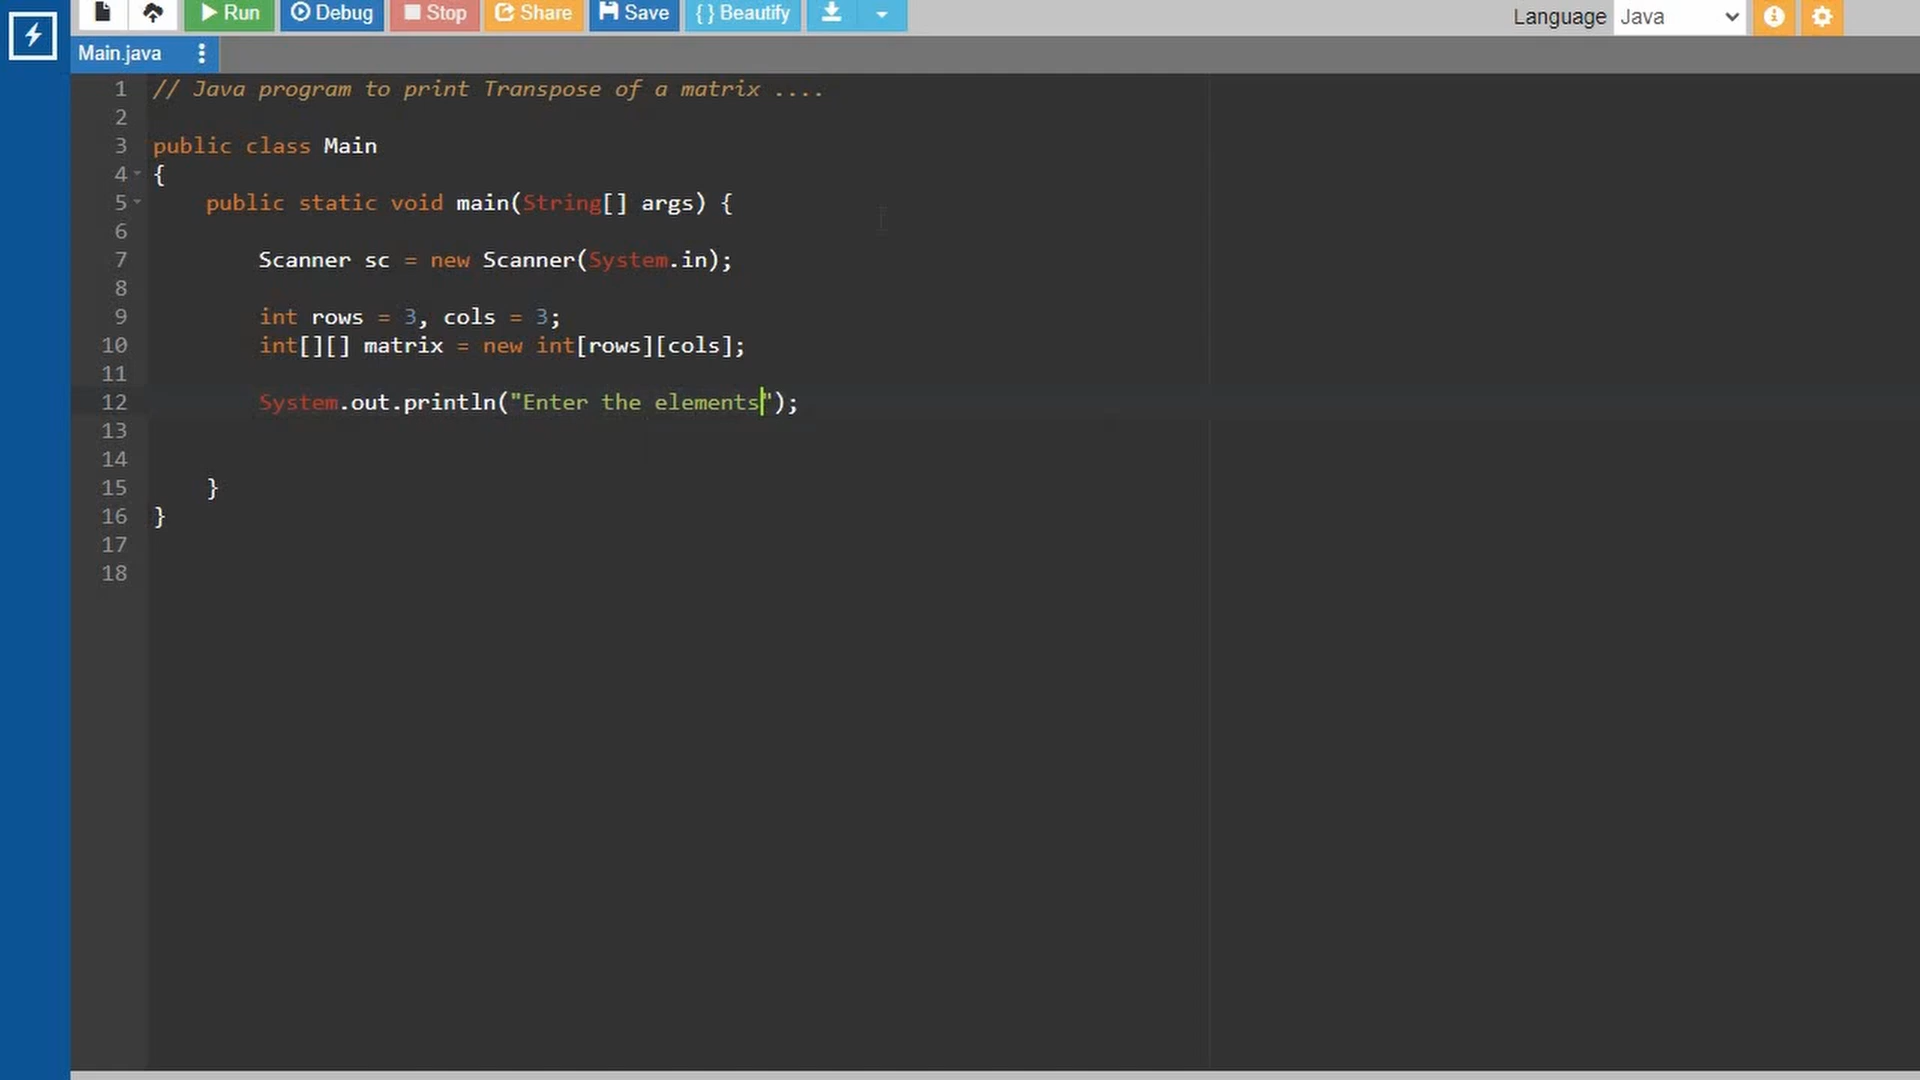 Run Debug Stop Share Save { } Beautify Language Java
Main.java
1 // Java program to print Transpose of a matrix ....
2
3 public class Main
4 {
5     public static void main(String[] args) {
6
7         Scanner sc = new Scanner(System.in);
8
9         int rows = 3, cols = 3;
10         int[][] matrix = new int[rows][cols];
11
12         System.out.println("Enter the elements");
13
14
15     }
16 }
17
18